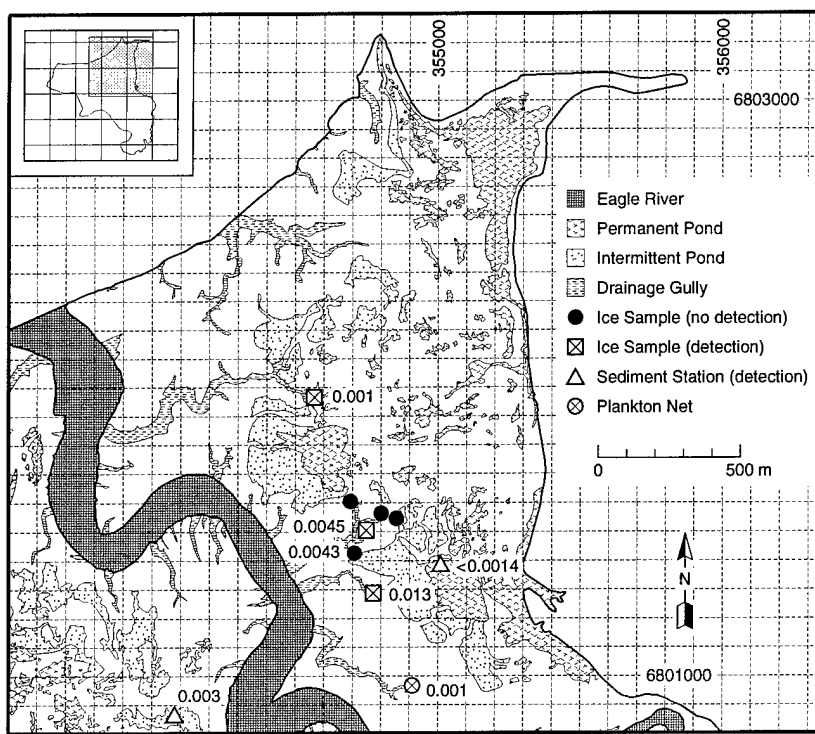 355000
356000
6803000
Eagle River
Permanent Pond
Intermittent Pond
Drainage Gully
Ice Sample (no detection)
Ice Sample (detection)
Sediment Station (detection)
Plankton Net
0.001
0 500 m
0.0045
0.0043
<0.0014
0.013
N
6801000
0.001
0.003